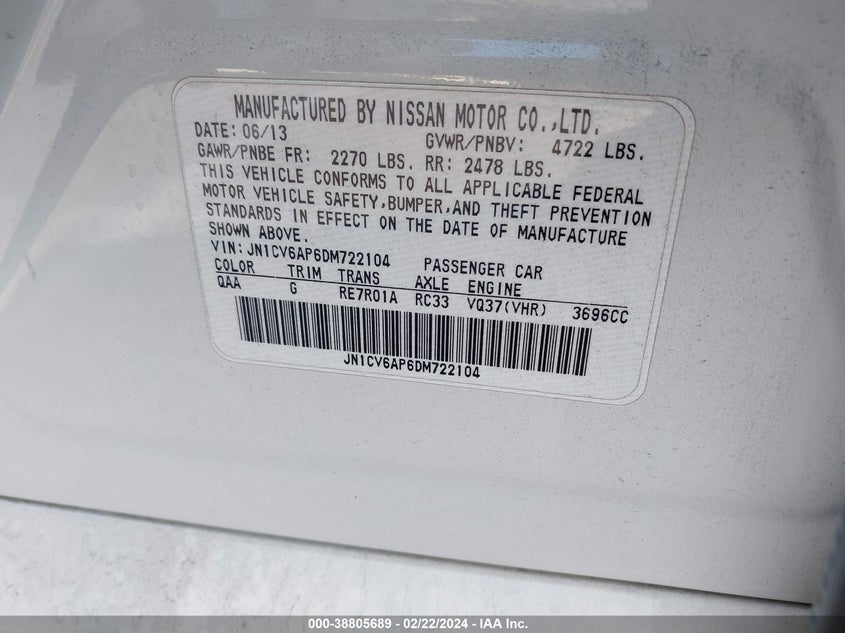 MANUFACTURED BY NISSAN MOTOR CO.,LTD.
DATE: 06/13 GVWR/PNBV: 4722 LBS.
GAWR/PNBE FR: 2270 LBS. RR: 2478 LBS.
THIS VEHICLE CONFORMS TO ALL APPLICABLE FEDERAL
MOTOR VEHICLE SAFETY,BUMPER,AND THEFT PREVENTION
STANDARDS IN EFFECT ON THE DATE OF MANUFACTURE
SHOWN ABOVE.
VIN: JN1CV6AP6DM722104 PASSENGER CAR
COLOR TRIM TRANS AXLE ENGINE
QAA G RE7R01A RC33 VQ37(VHR) 3696CC
JN1CV6AP6DM722104
000-38805689 - 02/22/2024 - IAA Inc.